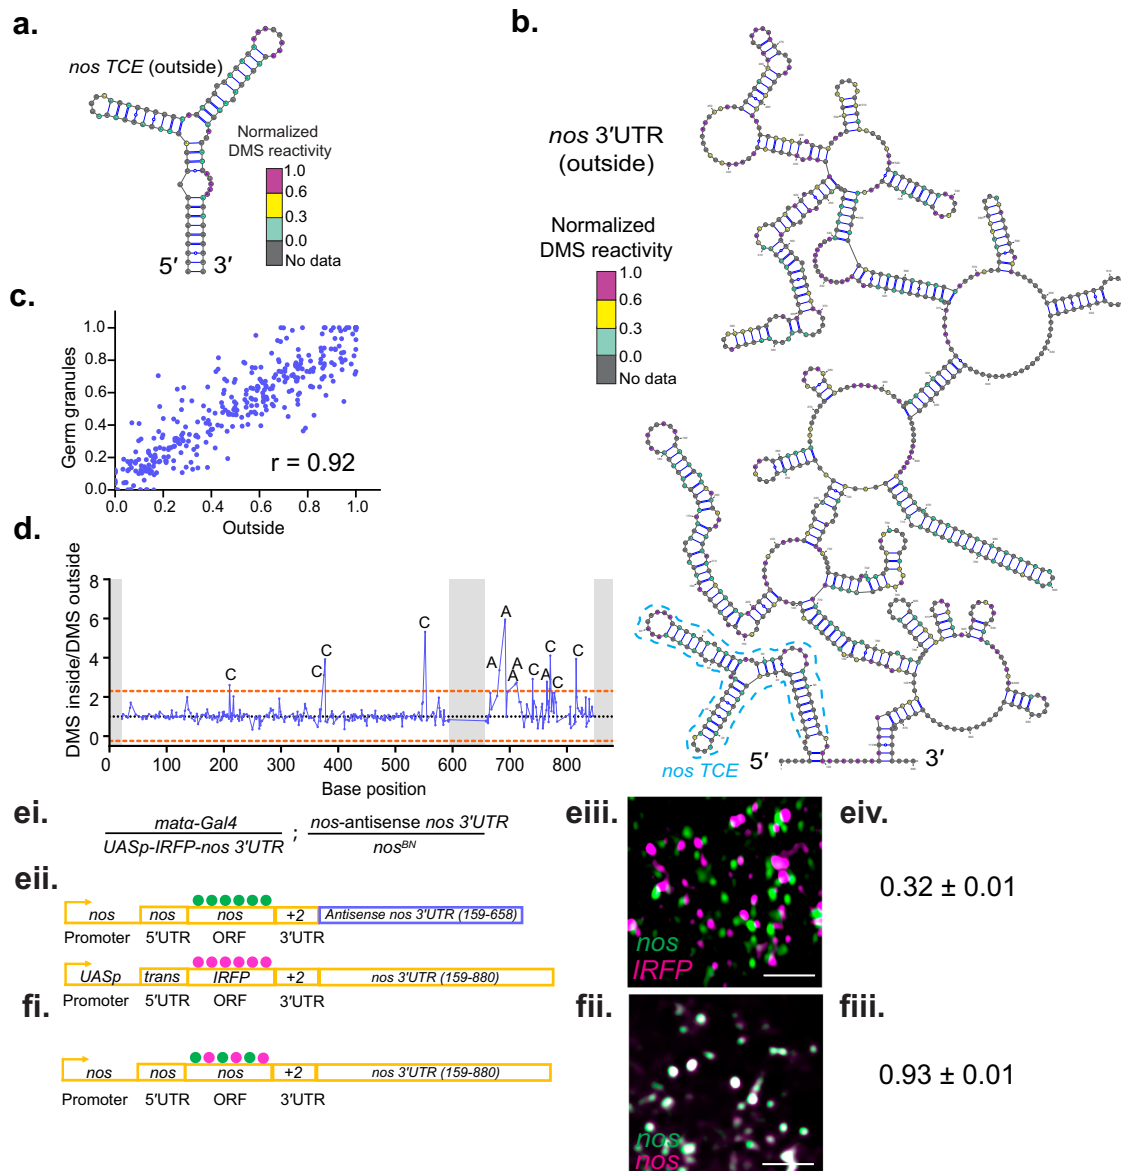 a.
nos TCE (outside)
Normalized
DMS reactivity
1.0
0.6
0.3
0.0
No data
5′ 3′
b.
nos 3′UTR
(outside)
Normalized
DMS reactivity
1.0
0.6
0.3
0.0
No data
nos TCE
5′ 3′
c.
Germ granules
1.0
0.8
0.6
0.4
0.2
0.0
0.0 0.2 0.4 0.6 0.8 1.0
Outside
r = 0.92
d.
DMS inside/DMS outside
8
6
4
2
0
C C C C A A A A C A C C C
0 100 200 300 400 500 600 700 800
Base position
ei.
matα-Gal4 ; nos-antisense nos 3′UTR
UASp-IRFP-nos 3′UTR nosBN
eii.
nos nos nos +2 Antisense nos 3′UTR (159-658)
Promoter 5′UTR ORF 3′UTR
UASp trans IRFP +2 nos 3′UTR (159-880)
Promoter 5′UTR ORF 3′UTR
eiii.
nos
IRFP
eiv.
0.32 ± 0.01
fi.
nos nos nos +2 nos 3′UTR (159-880)
Promoter 5′UTR ORF 3′UTR
fii.
nos
nos
fiii.
0.93 ± 0.01